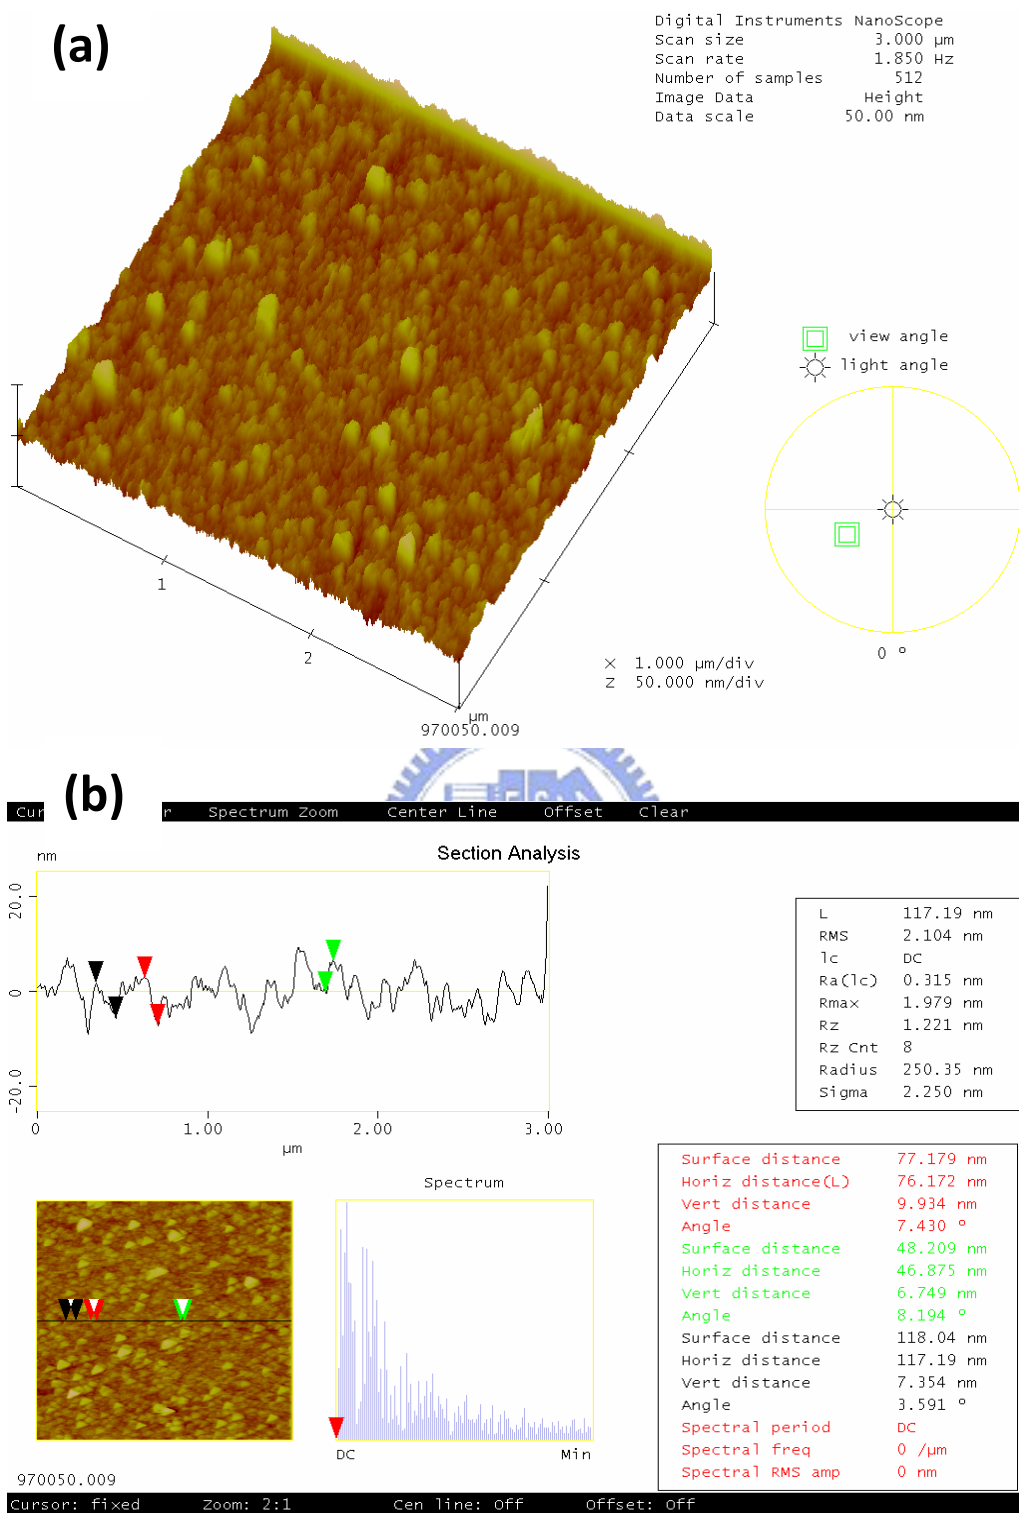 (a)
Digital Instruments NanoScope
Scan size 3.000 µm
Scan rate 1.850 Hz
Number of samples 512
Image Data Height
Data scale 50.00 nm
view angle
light angle
0 º
1
2
µm
X 1.000 µm/div
Z 50.000 nm/div
970050.009
(b)
Cur r Spectrum Zoom Center Line Offset Clear
Section Analysis
nm
20.0
0
-20.0
0 1.00 2.00 3.00
µm
L 117.19 nm
RMS 2.104 nm
lc DC
Ra(lc) 0.315 nm
Rmax 1.979 nm
Rz 1.221 nm
Rz Cnt 8
Radius 250.35 nm
Sigma 2.250 nm
Surface distance 77.179 nm
Horiz distance(L) 76.172 nm
Vert distance 9.934 nm
Angle 7.430 º
Surface distance 48.209 nm
Horiz distance 46.875 nm
Vert distance 6.749 nm
Angle 8.194 º
Surface distance 118.04 nm
Horiz distance 117.19 nm
Vert distance 7.354 nm
Angle 3.591 º
Spectral period DC
Spectral freq 0 /µm
Spectral RMS amp 0 nm
Spectrum
DC Min
970050.009
Cursor: fixed Zoom: 2:1 Cen line: Off Offset: Off